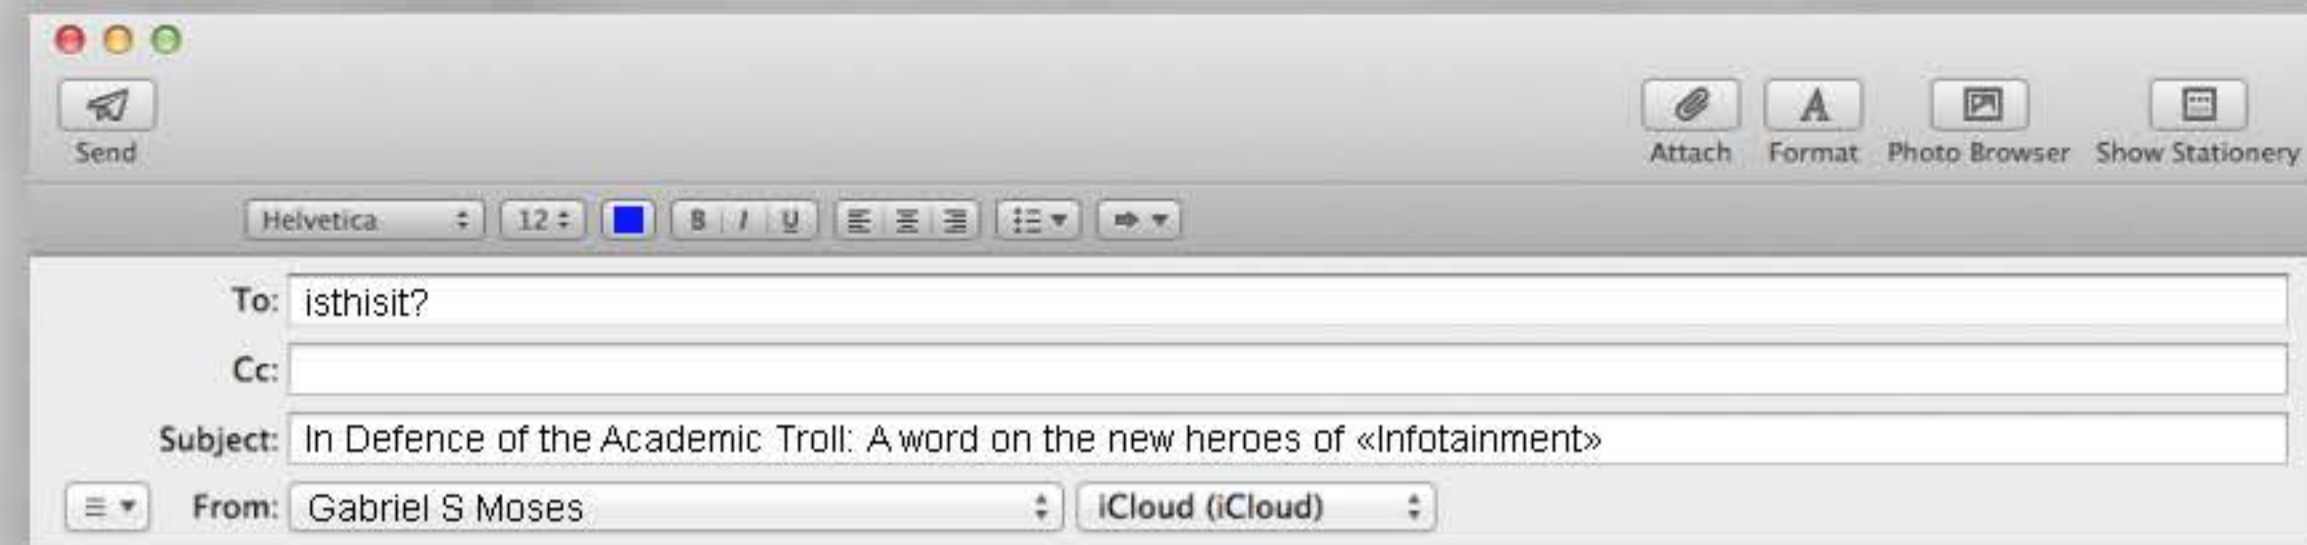 Send
Attach Format Photo Browser Show Stationery
Helvetica 12 B I U
To: isthisit?
Cc:
Subject: In Defence of the Academic Troll: A word on the new heroes of «Infotainment»
From: Gabriel S Moses iCloud (iCloud)